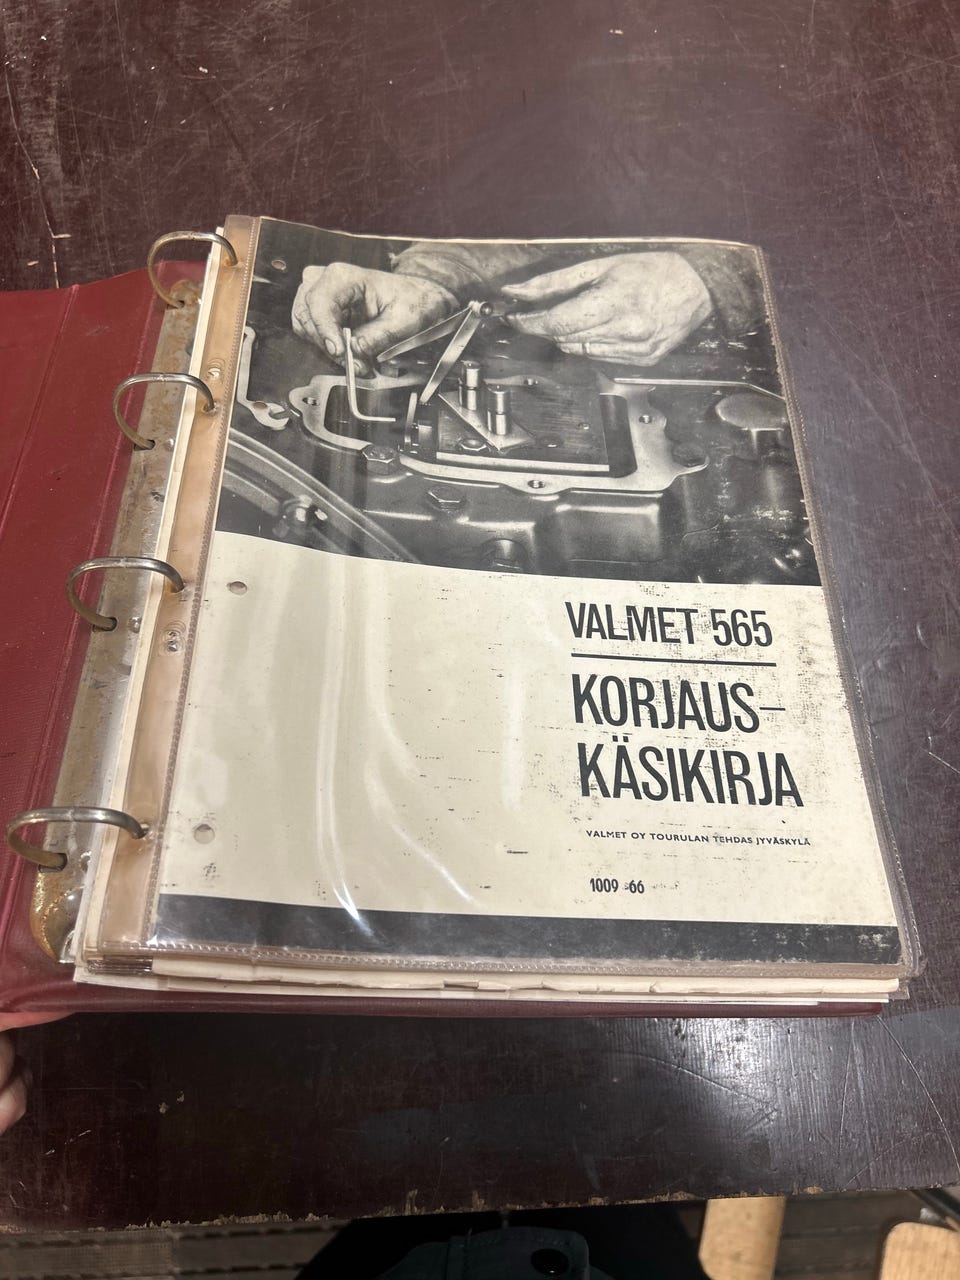 VALMET 565
KORJAUS-
KÄSIKIRJA
VALMET OY TOURULAN TEHDAS JYVÄSKYLÄ
1009 66